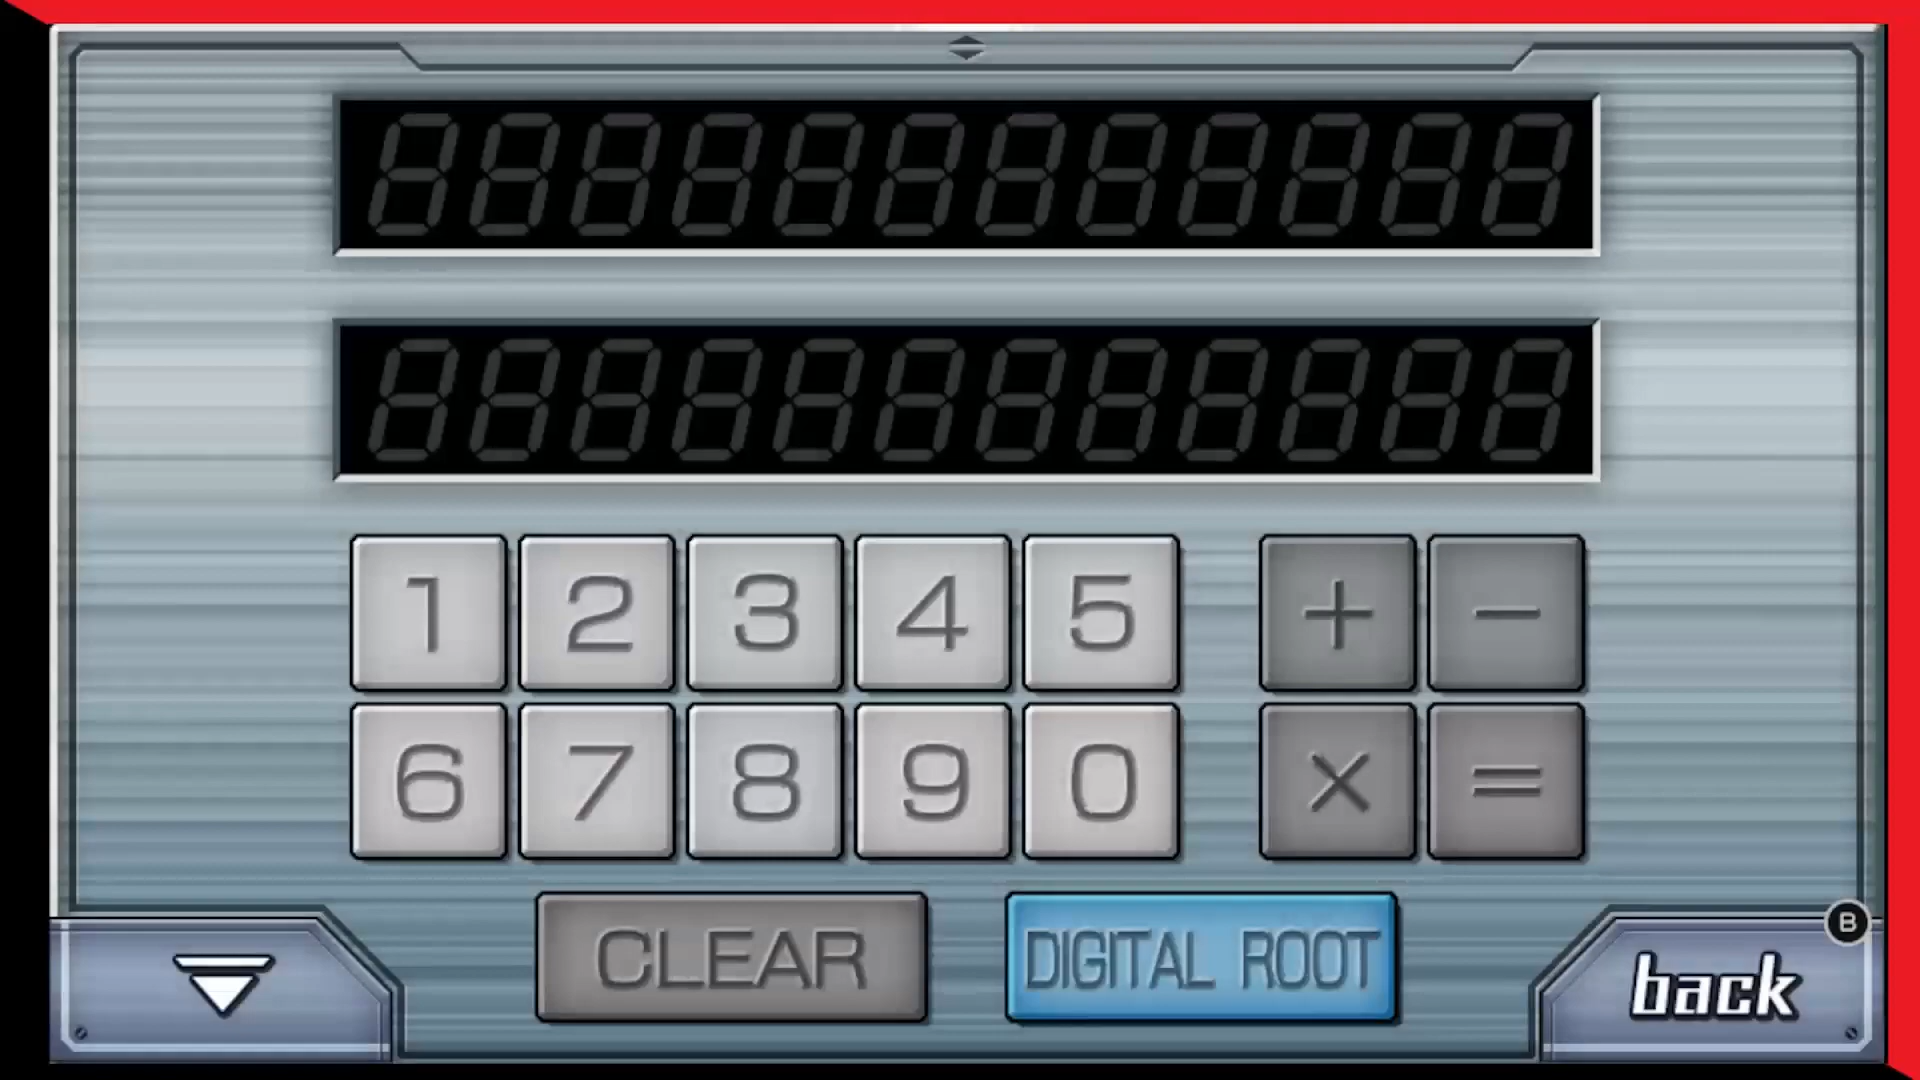 1 2 3 4 5 + −
6 7 8 9 0 × =
CLEAR DIGITAL ROOT
B
back